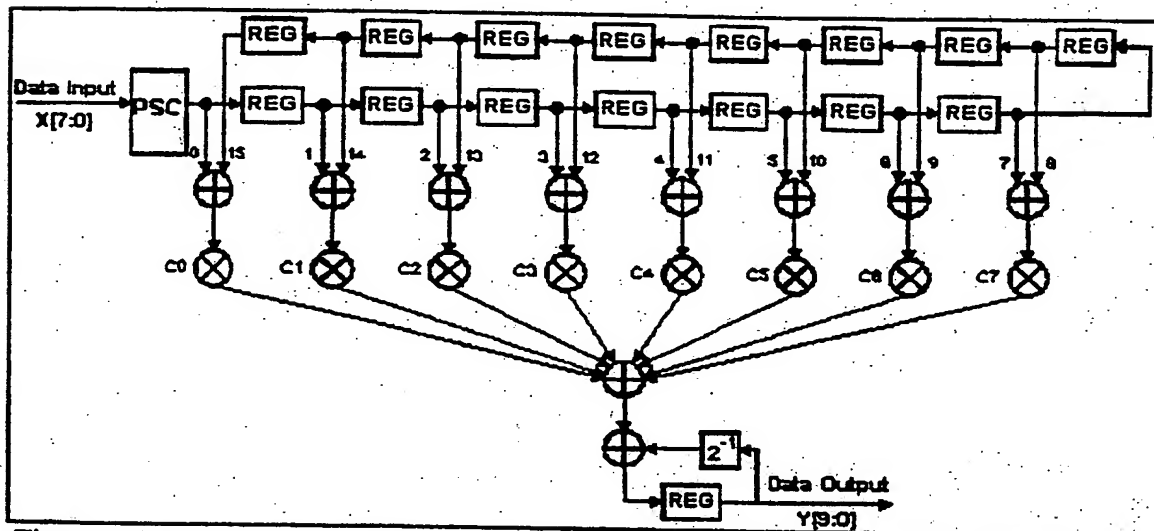 REG REG REG REG REG REG REG REG
Data Input
X[7:0]
PSC
REG REG REG REG REG REG REG
0 15 1 14 2 13 3 12 4 11 5 10 6 9 7 8
C0 C1 C2 C3 C4 C5 C6 C7
2⁻¹
REG
Data Output
Y[9:0]